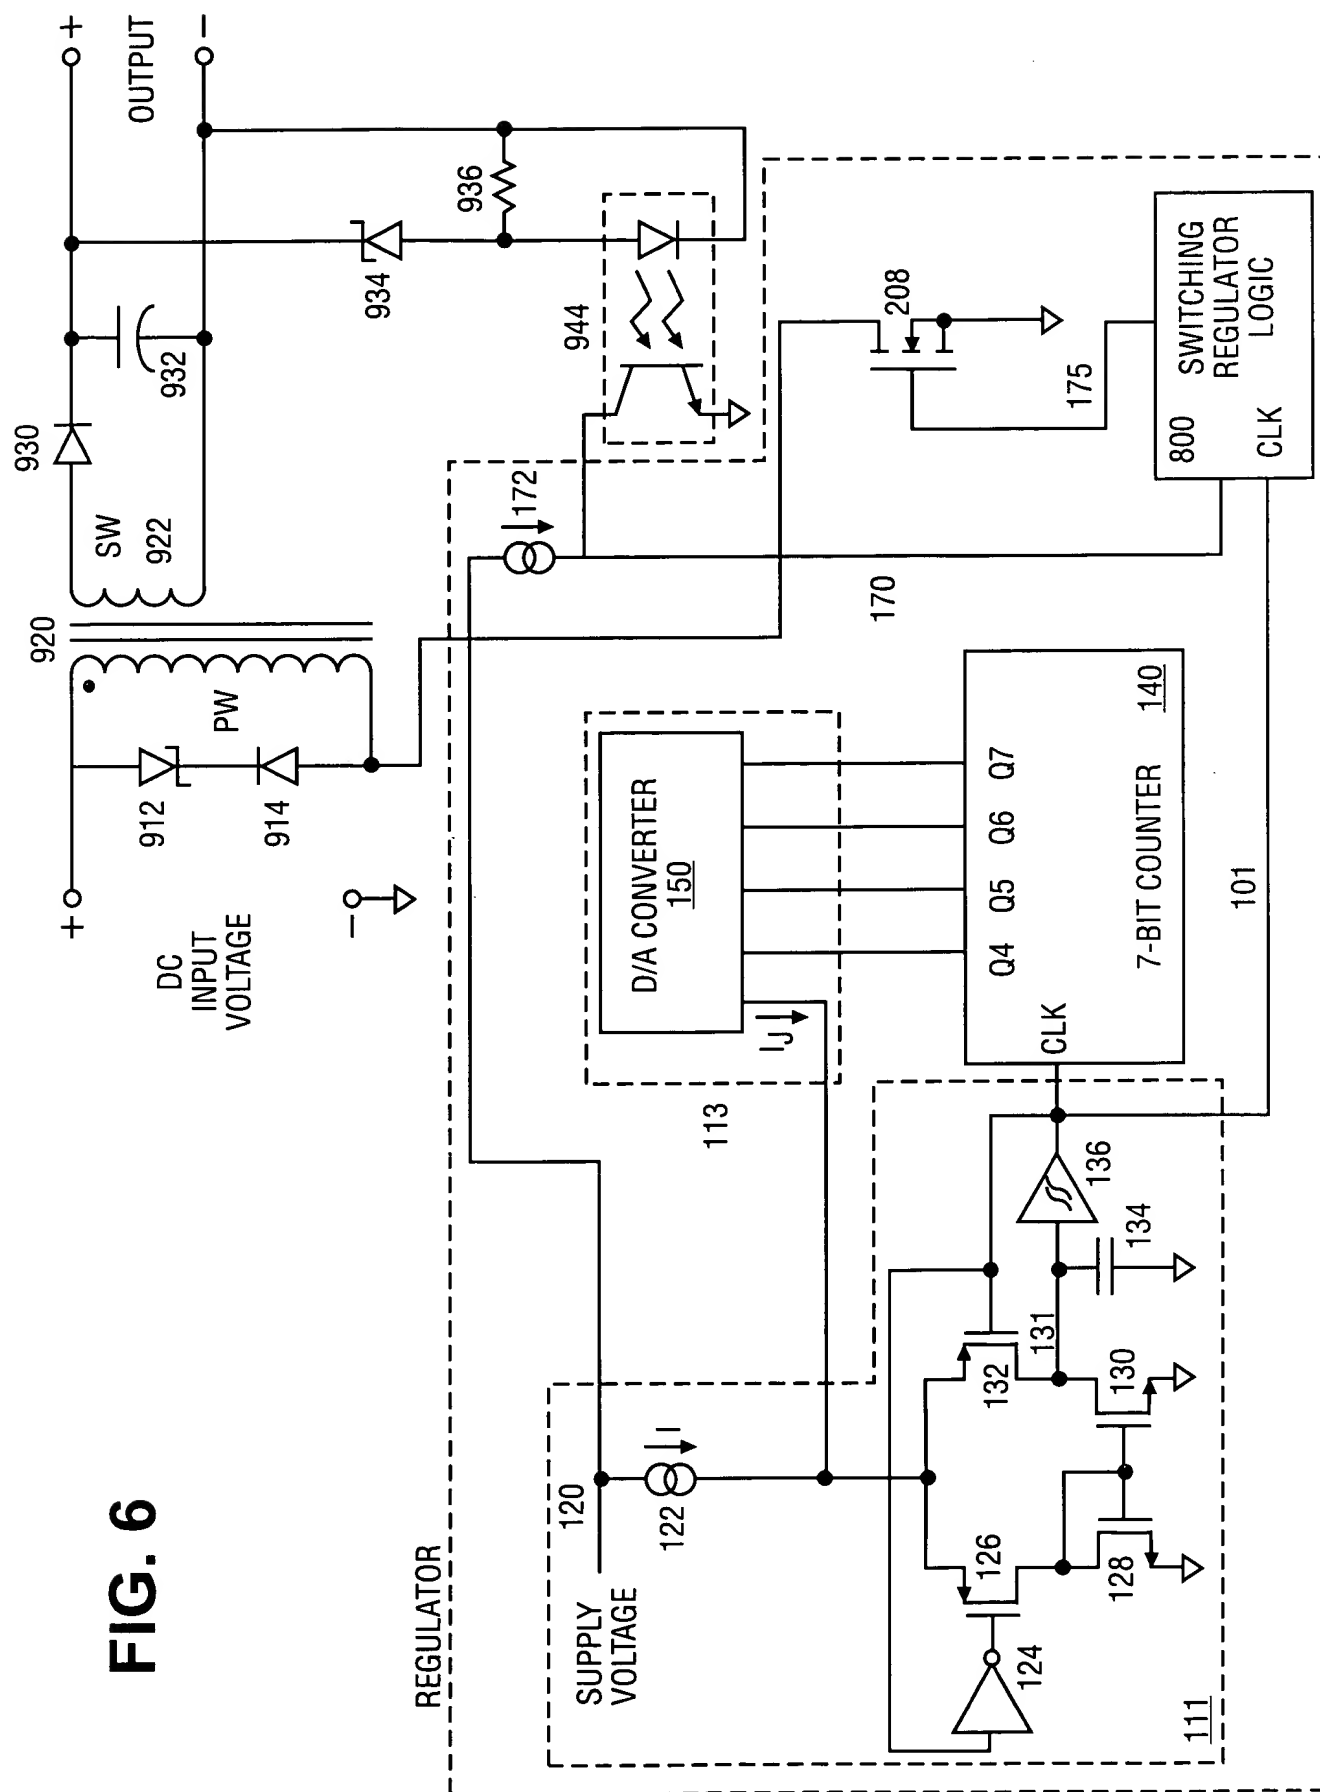 FIG. 6
+
DC
INPUT
VOLTAGE
−
912
914
PW
920
SW
922
930
932
934
936
944
+
OUTPUT
−
REGULATOR
SUPPLY
VOLTAGE
120
122
I
113
D/A CONVERTER
150
IJ
172
170
208
175
SWITCHING
REGULATOR
LOGIC
800
CLK
Q4
Q5
Q6
Q7
CLK
7-BIT COUNTER
140
101
124
126
128
130
131
132
134
136
111